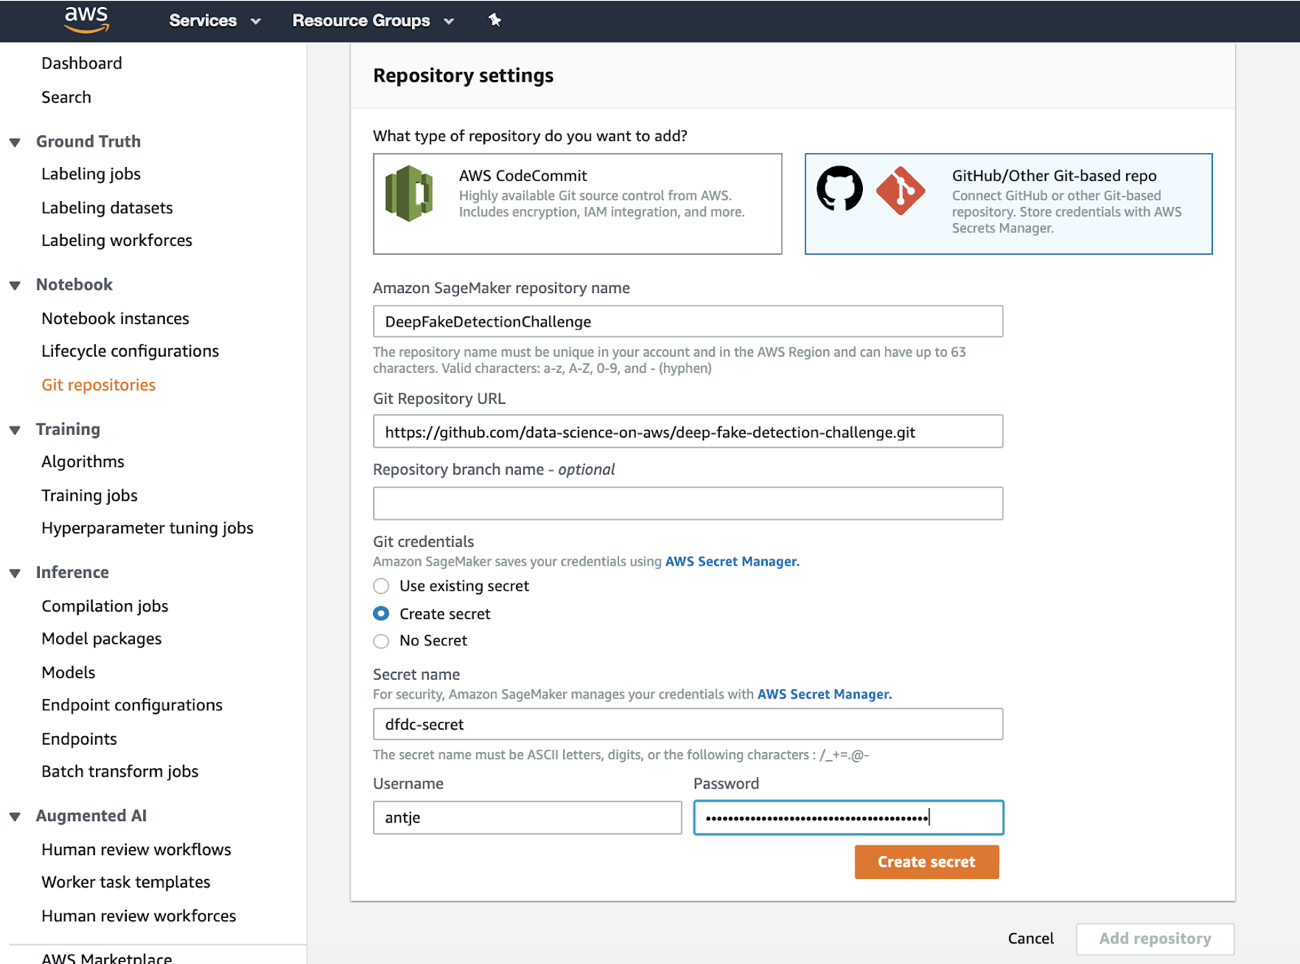 aws
Services
Resource Groups
Dashboard
Search
Ground Truth
Labeling jobs
Labeling datasets
Labeling workforces
Notebook
Notebook instances
Lifecycle configurations
Git repositories
Training
Algorithms
Training jobs
Hyperparameter tuning jobs
Inference
Compilation jobs
Model packages
Models
Endpoint configurations
Endpoints
Batch transform jobs
Augmented AI
Human review workflows
Worker task templates
Human review workforces
AWS Marketplace
Repository settings
What type of repository do you want to add?
AWS CodeCommit
Highly available Git source control from AWS.
Includes encryption, IAM integration, and more.
GitHub/Other Git-based repo
Connect GitHub or other Git-based
repository. Store credentials with AWS
Secrets Manager.
Amazon SageMaker repository name
DeepFakeDetectionChallenge
The repository name must be unique in your account and in the AWS Region and can have up to 63
characters. Valid characters: a-z, A-Z, 0-9, and - (hyphen)
Git Repository URL
https://github.com/data-science-on-aws/deep-fake-detection-challenge.git
Repository branch name - optional
Git credentials
Amazon SageMaker saves your credentials using AWS Secret Manager.
Use existing secret
Create secret
No Secret
Secret name
For security, Amazon SageMaker manages your credentials with AWS Secret Manager.
dfdc-secret
The secret name must be ASCII letters, digits, or the following characters : /_+=.@-
Username
Password
antje
Create secret
Cancel
Add repository